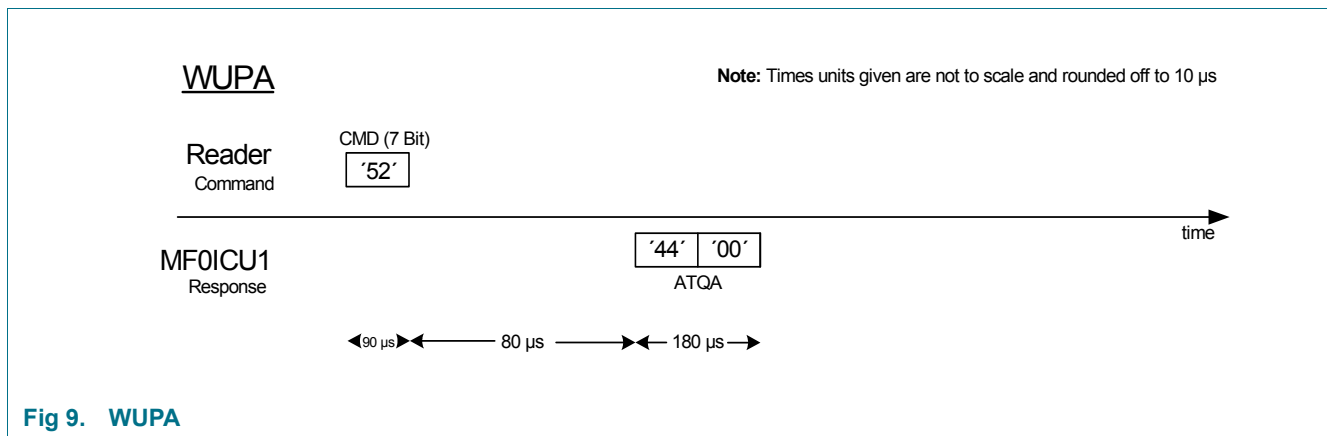 WUPA
Note: Times units given are not to scale and rounded off to 10 µs
CMD (7 Bit)
Reader
Command
´52´
time
MF0ICU1
Response
´44´ ´00´
ATQA
90 µs 80 µs 180 µs
Fig 9. WUPA